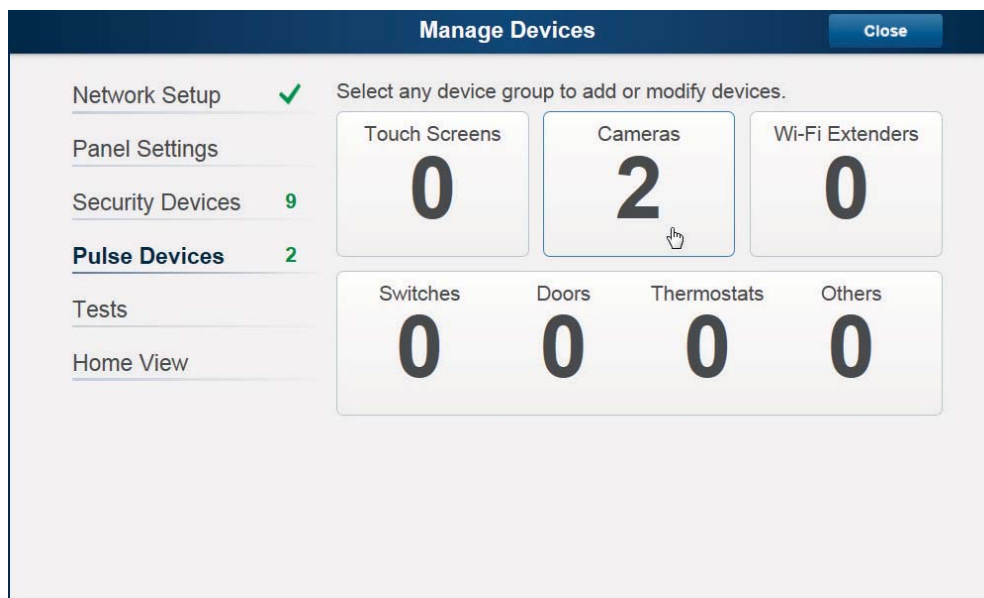 Manage Devices
Close
Network Setup
Panel Settings
Security Devices 9
Pulse Devices 2
Tests
Home View
Select any device group to add or modify devices.
Touch Screens Cameras Wi-Fi Extenders
0 2 0
Switches Doors Thermostats Others
0 0 0 0